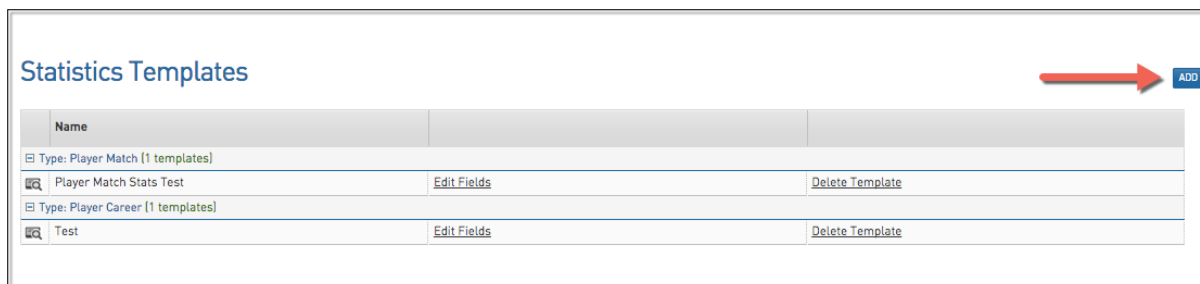 Statistics Templates
ADD
Name
Type: Player Match (1 templates)
Player Match Stats Test Edit Fields Delete Template
Type: Player Career (1 templates)
Test Edit Fields Delete Template